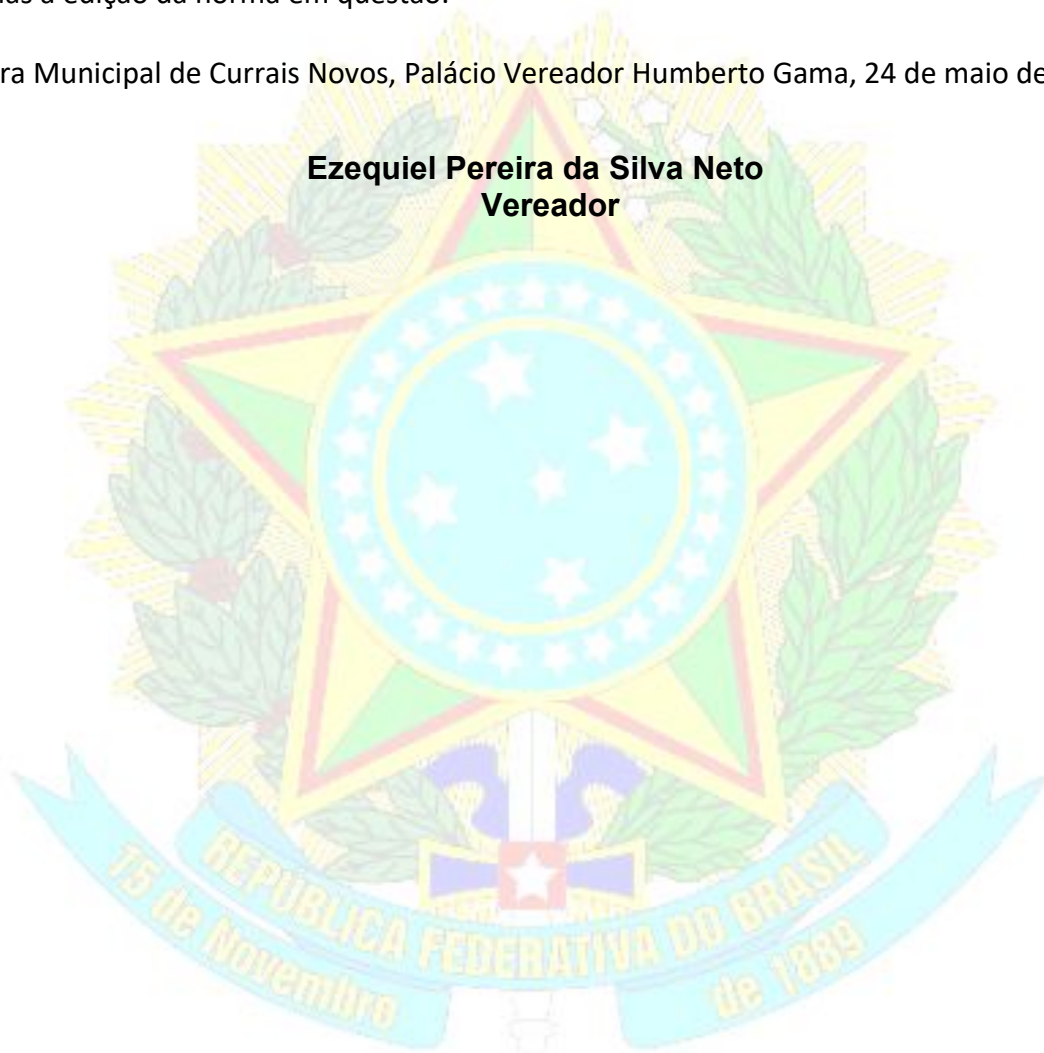 ra Municipal de Currais Novos, Palácio Vereador Humberto Gama, 24 de maio de
Ezequiel Pereira da Silva Neto
Vereador
REPÚBLICA FEDERATIVA DO BRASIL
15 de Novembro de 1889